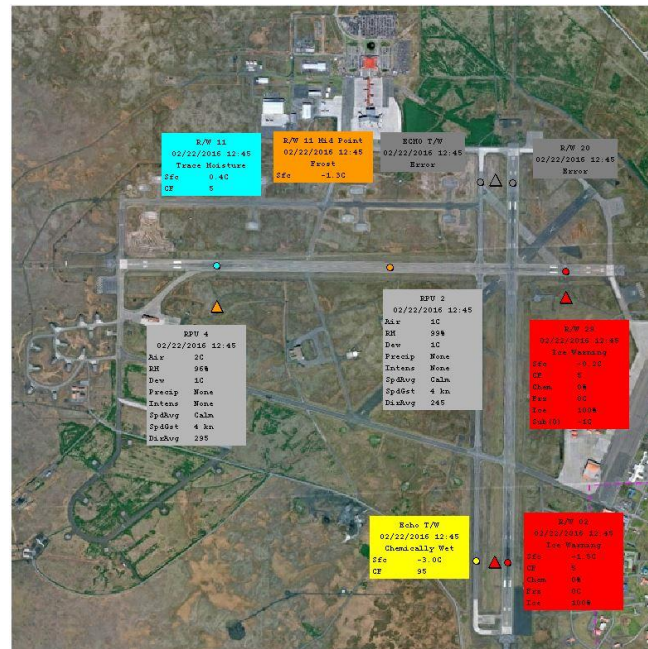 R/W 11
02/22/2016 12:45
Trace Moisture
Sfc 0.4C
CF 5
R/W 11 Mid Point
02/22/2016 12:45
Frost
Sfc -1.3C
ECHO T/W
02/22/2016 12:45
Error
R/W 20
02/22/2016 12:45
Error
RPU 4
02/22/2016 12:45
Air 2C
RH 96%
Dew 1C
Precip None
Intens None
SpdAvg Calm
SpdGst 4 kn
DirAvg 295
RPU 2
02/22/2016 12:45
Air 1C
RH 99%
Dew 1C
Precip None
Intens None
SpdAvg Calm
SpdGst 4 kn
DirAvg 245
R/W 29
02/22/2016 12:45
Ice Warning
Sfc -0.2C
CF 5
Chem 0%
Frz 0C
Ice 100%
Sub(S) -1C
Echo T/W
02/22/2016 12:45
Chemically Wet
Sfc -3.0C
CF 95
R/W 02
02/22/2016 12:45
Ice Warning
Sfc
CF 5
Chem 0%
Frz 0C
Ice 100%